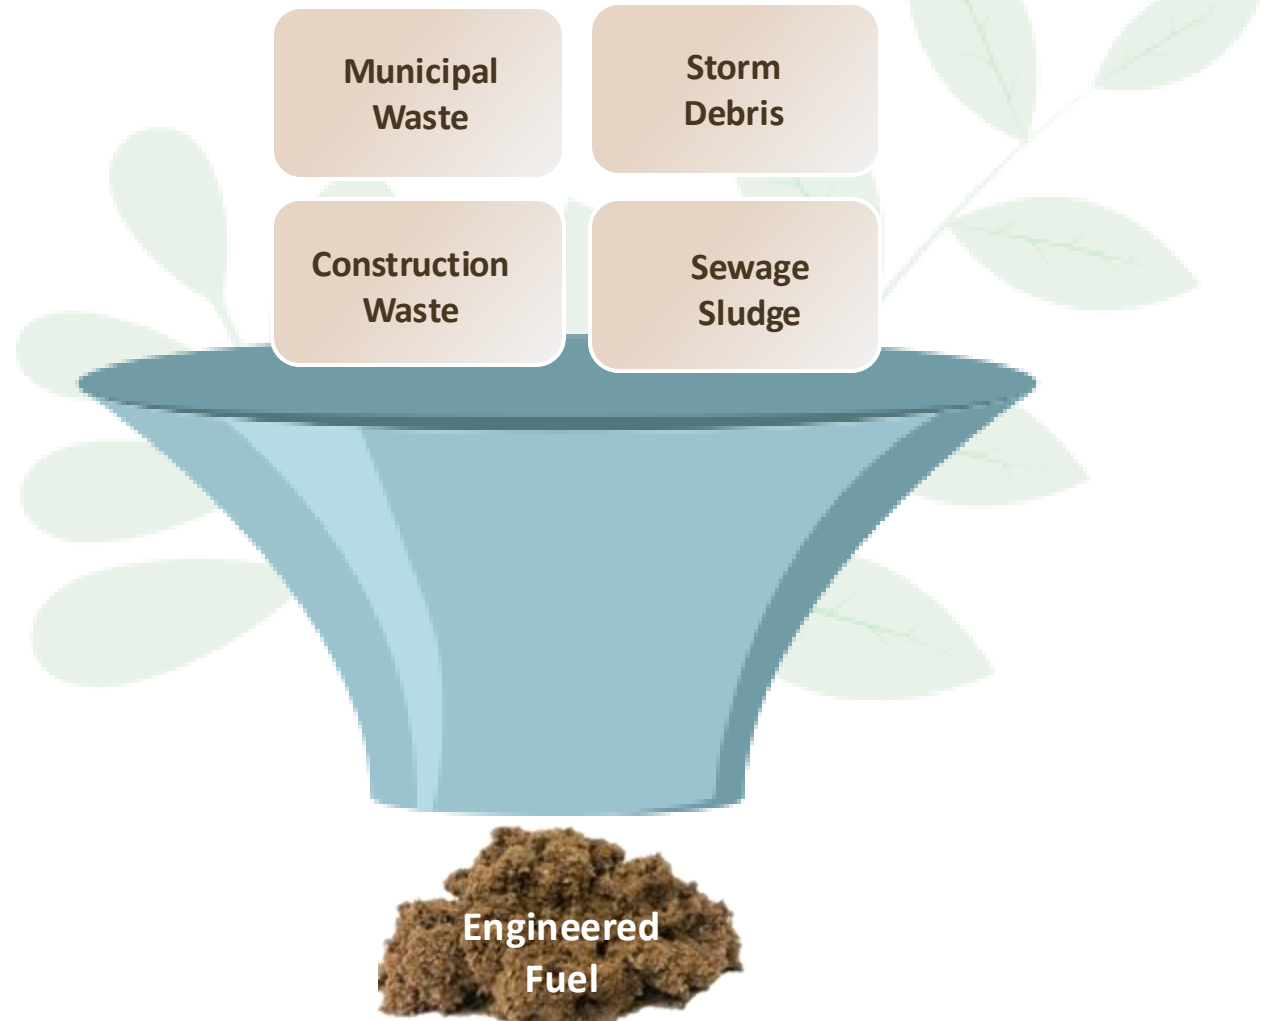 Municipal
Waste
Storm
Debris
Construction
Waste
Sewage
Sludge
Engineered
Fuel